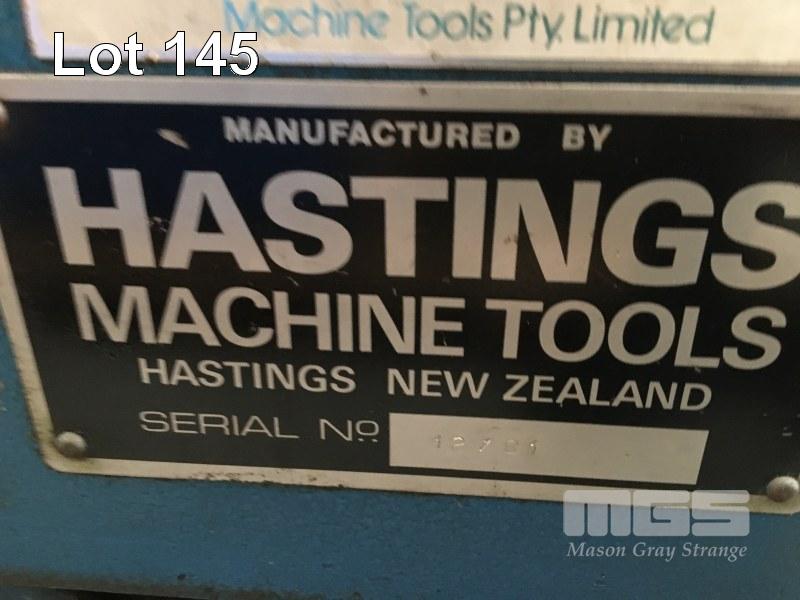 Machine Tools Pty. Limited
Lot 145
MANUFACTURED BY
HASTINGS
MACHINE TOOLS
HASTINGS NEW ZEALAND
SERIAL Nº
MGS
Mason Gray Strange